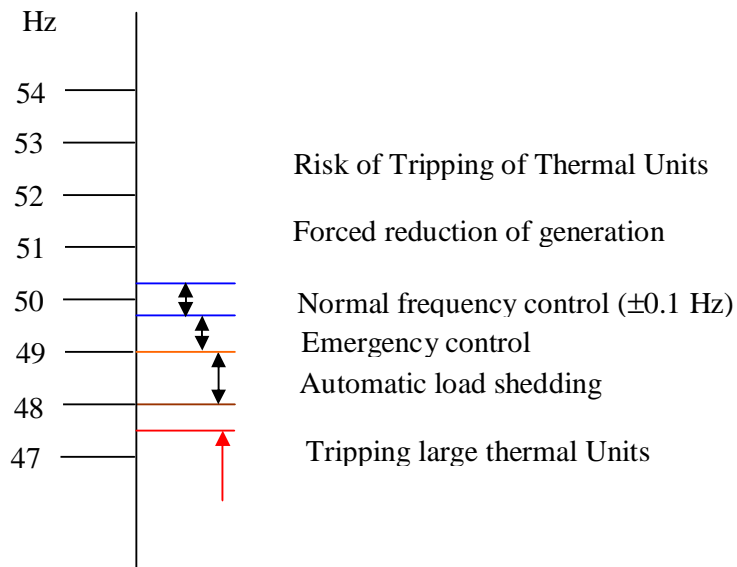 Hz
54
53
Risk of Tripping of Thermal Units
52
51
Forced reduction of generation
50
Normal frequency control (±0.1 Hz)
Emergency control
49
Automatic load shedding
48
47
Tripping large thermal Units